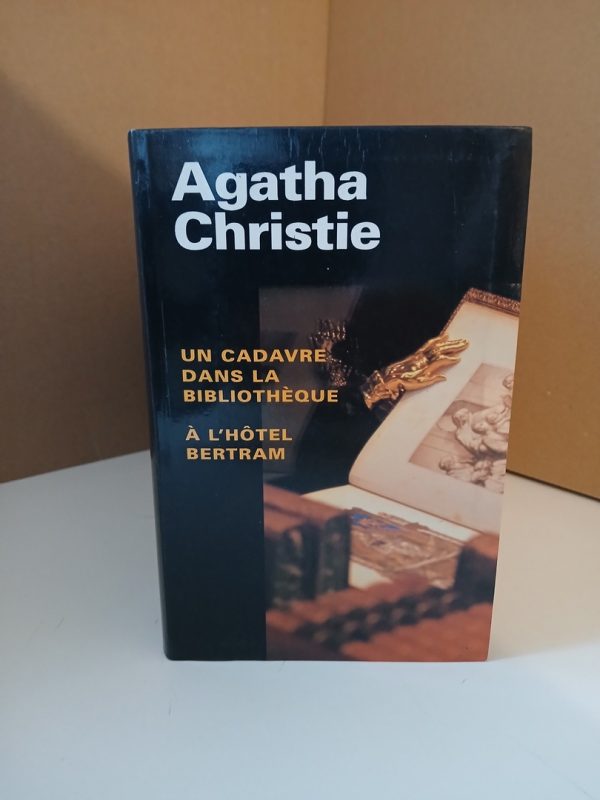 Agatha
Christie
UN CADAVRE
DANS LA
BIBLIOTHÈQUE
À L'HÔTEL
BERTRAM